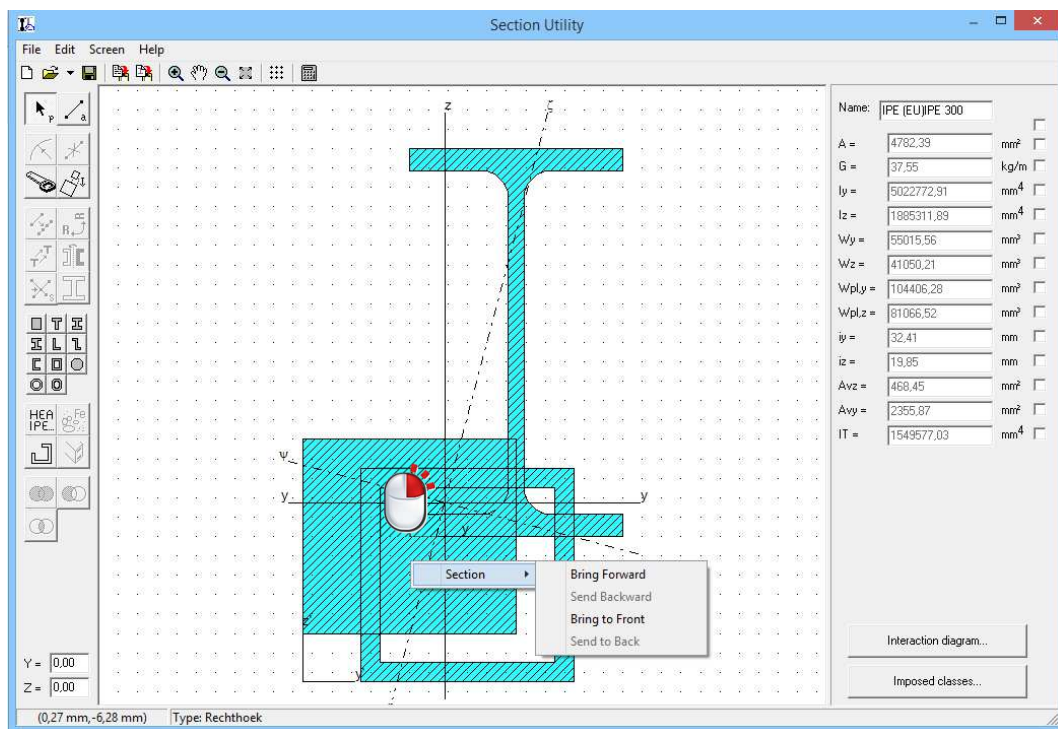 Section Utility
File Edit Screen Help
p a
R
T
s
HEA
IPE... Fe
Y = 0,00
Z = 0,00
z ζ
ψ
y y
y
z'
y'
Section
Bring Forward
Send Backward
Bring to Front
Send to Back
Name: IPE (EU)IPE 300
A = 4782,39 mm²
G = 37,55 kg/m
Iy = 5022772,91 mm4
Iz = 1885311,89 mm4
Wy = 55015,56 mm³
Wz = 41050,21 mm³
Wpl,y = 104406,28 mm³
Wpl,z = 81066,52 mm³
iy = 32,41 mm
iz = 19,85 mm
Avz = 468,45 mm²
Avy = 2355,87 mm²
IT = 1549577,03 mm4
Interaction diagram...
Imposed classes...
(0,27 mm,-6,28 mm) Type: Rechthoek